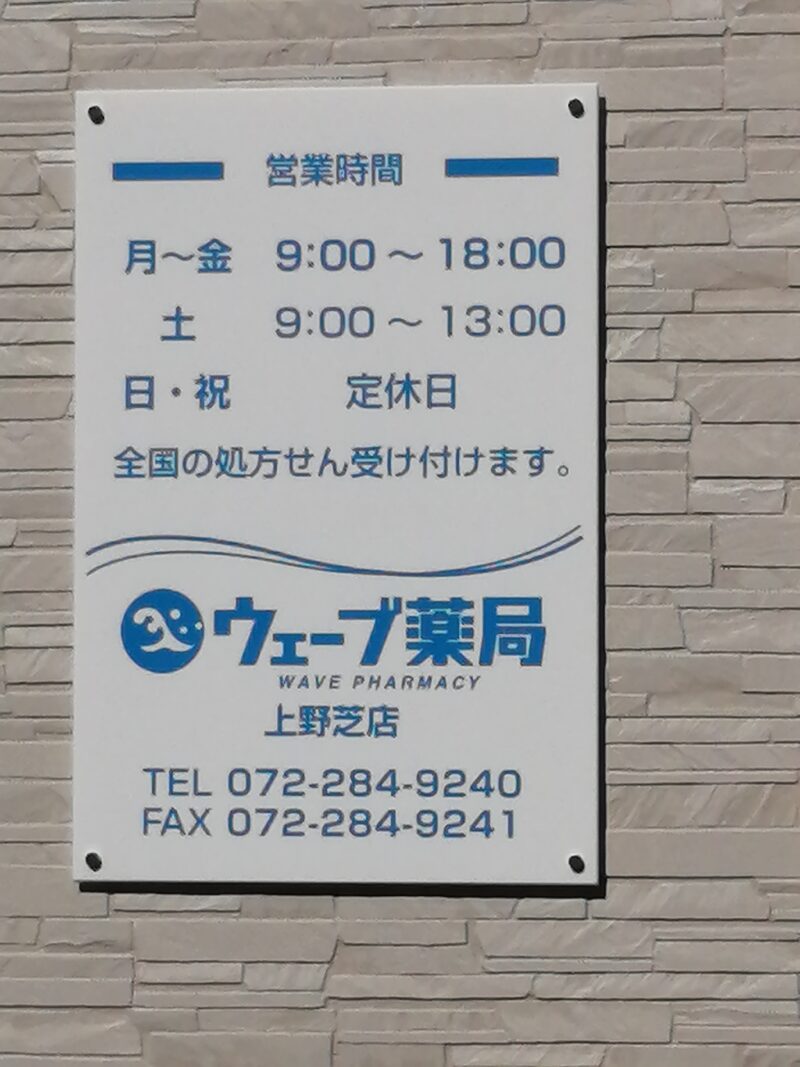 営業時間
月～金 9:00～18:00
土 9:00～13:00
日・祝 定休日
全国の処方せん受け付けます。
ウェーブ薬局
WAVE PHARMACY
上野芝店
TEL 072-284-9240
FAX 072-284-9241